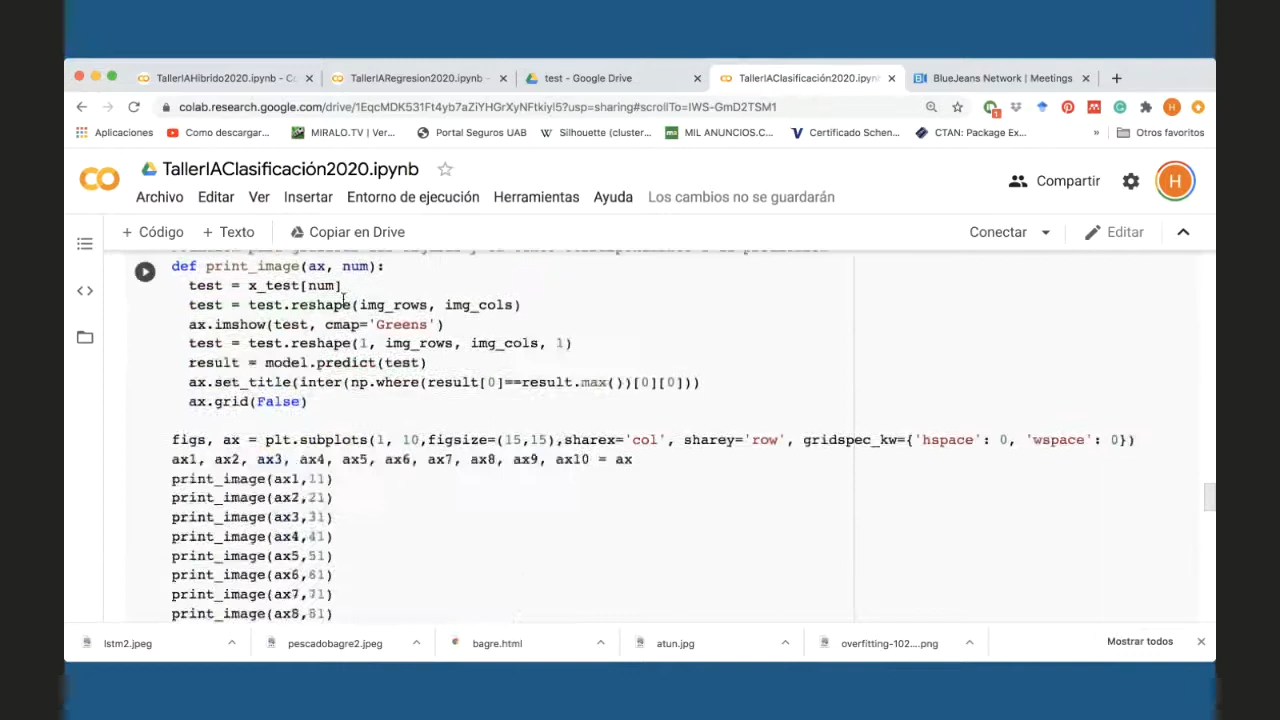 TallerIAHibrido2020.ipynb - Cc
TallerIARegresion2020.ipynb -
test - Google Drive
TallerIAClasificación2020.ipynb
BlueJeans Network | Meetings
colab.research.google.com/drive/1EqcMDK531Ft4yb7aZiYHGrXyNFtkiyl5?usp=sharing#scrollTo=IWS-GmD2TSM1
Aplicaciones
Como descargar...
MIRALO.TV | Ver...
Portal Seguros UAB
Silhouette (cluster...
MIL ANUNCIOS.C...
Certificado Schen...
CTAN: Package Ex...
»
Otros favoritos
TallerIAClasificación2020.ipynb
Compartir
H
Archivo Editar Ver Insertar Entorno de ejecución Herramientas Ayuda Los cambios no se guardarán
+ Código + Texto Copiar en Drive Conectar Editar
def print_image(ax, num):
test = x_test[num]
test = test.reshape(img_rows, img_cols)
ax.imshow(test, cmap='Greens')
test = test.reshape(1, img_rows, img_cols, 1)
result = model.predict(test)
ax.set_title(inter(np.where(result[0]==result.max())[0][0]))
ax.grid(False)
figs, ax = plt.subplots(1, 10,figsize=(15,15),sharex='col', sharey='row', gridspec_kw={'hspace': 0, 'wspace': 0})
ax1, ax2, ax3, ax4, ax5, ax6, ax7, ax8, ax9, ax10 = ax
print_image(ax1,11)
print_image(ax2,21)
print_image(ax3,31)
print_image(ax4,41)
print_image(ax5,51)
print_image(ax6,61)
print_image(ax7,71)
print_image(ax8,81)
lstm2.jpeg
pescadobagre2.jpeg
bagre.html
atun.jpg
overfitting-102....png
Mostrar todos